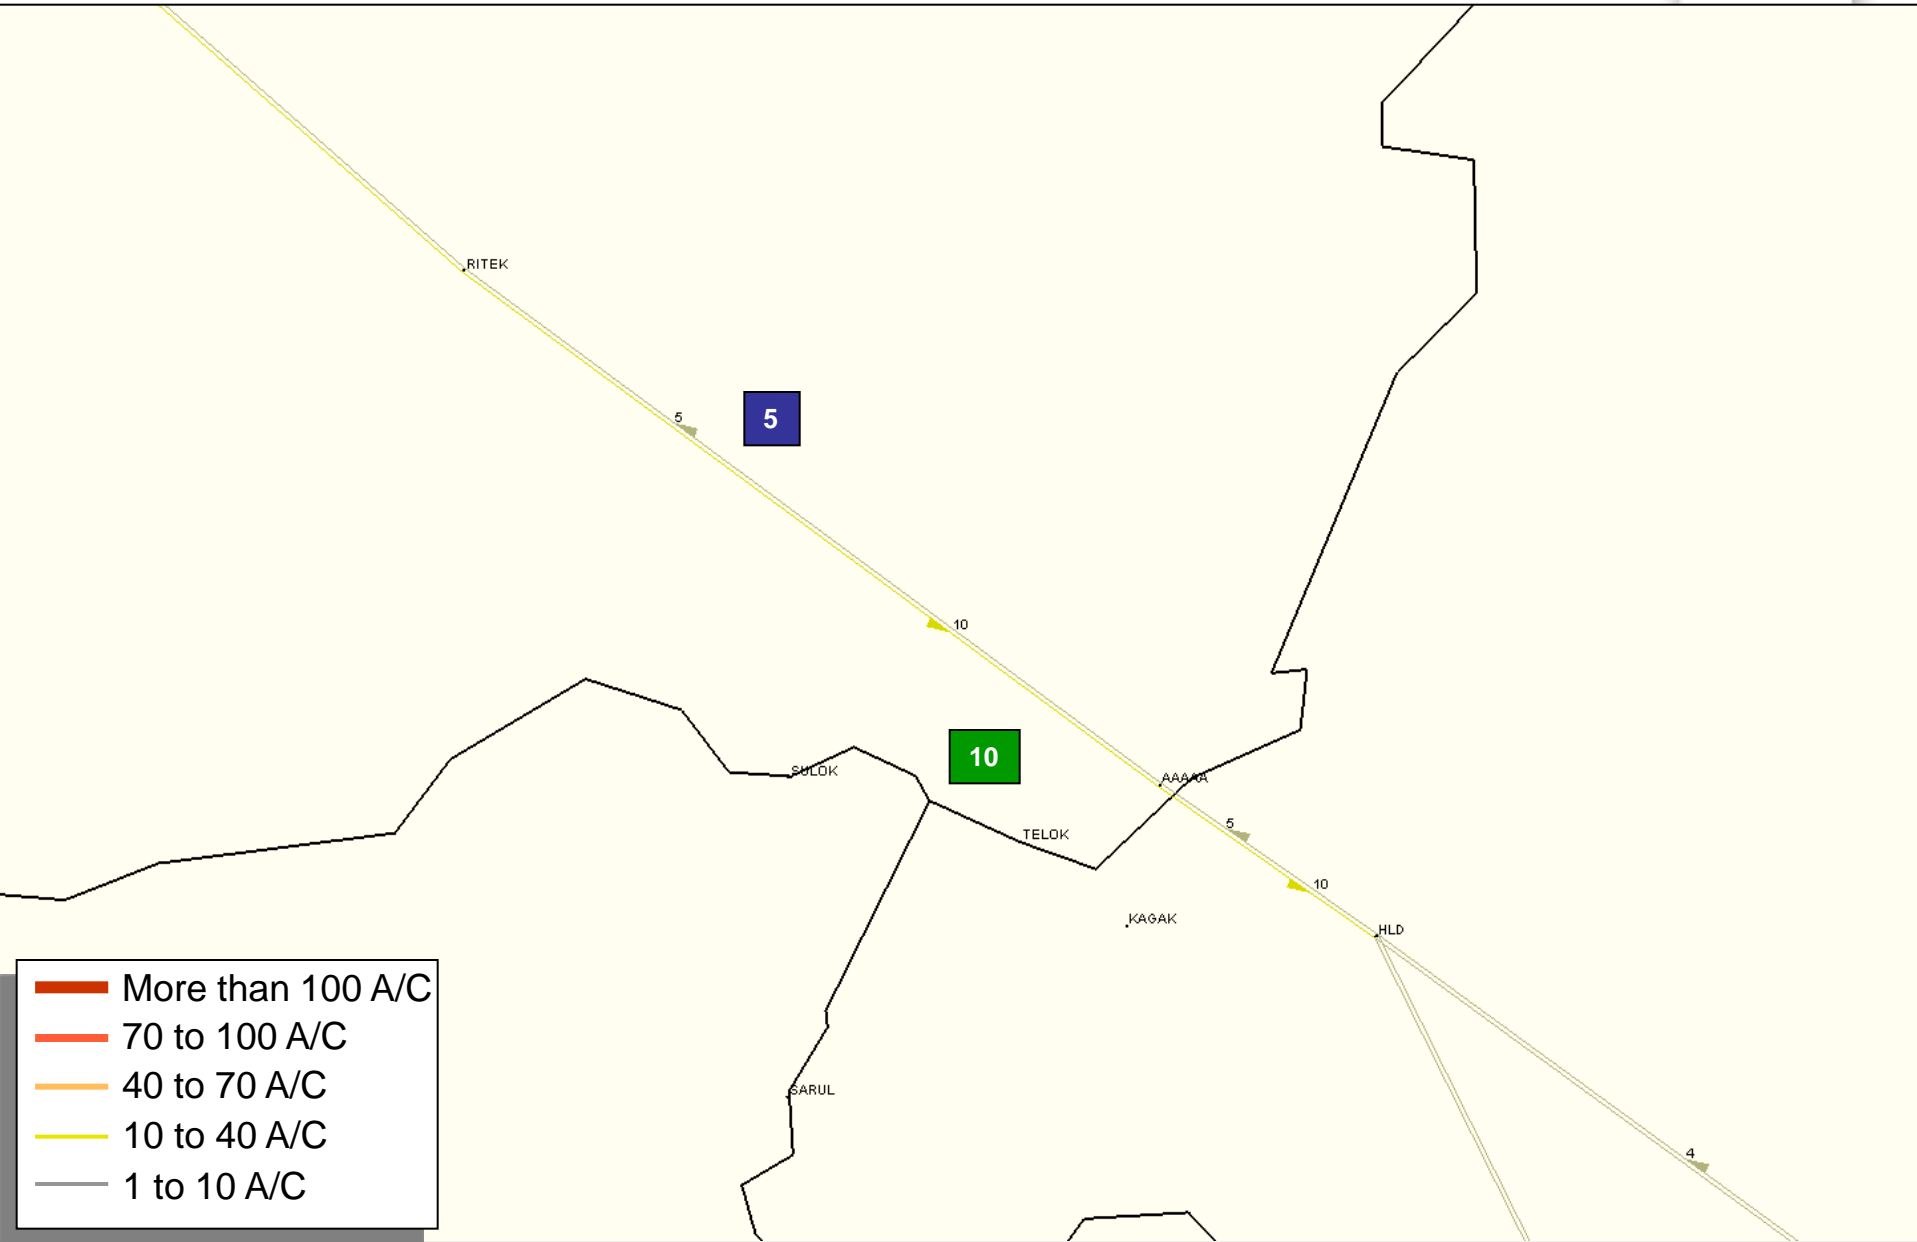 RITEK
5
5
10
10
SULOK
AAAAA
TELOK
5
10
KAGAK
HLD
More than 100 A/C
70 to 100 A/C
40 to 70 A/C
10 to 40 A/C
1 to 10 A/C
SARUL
4